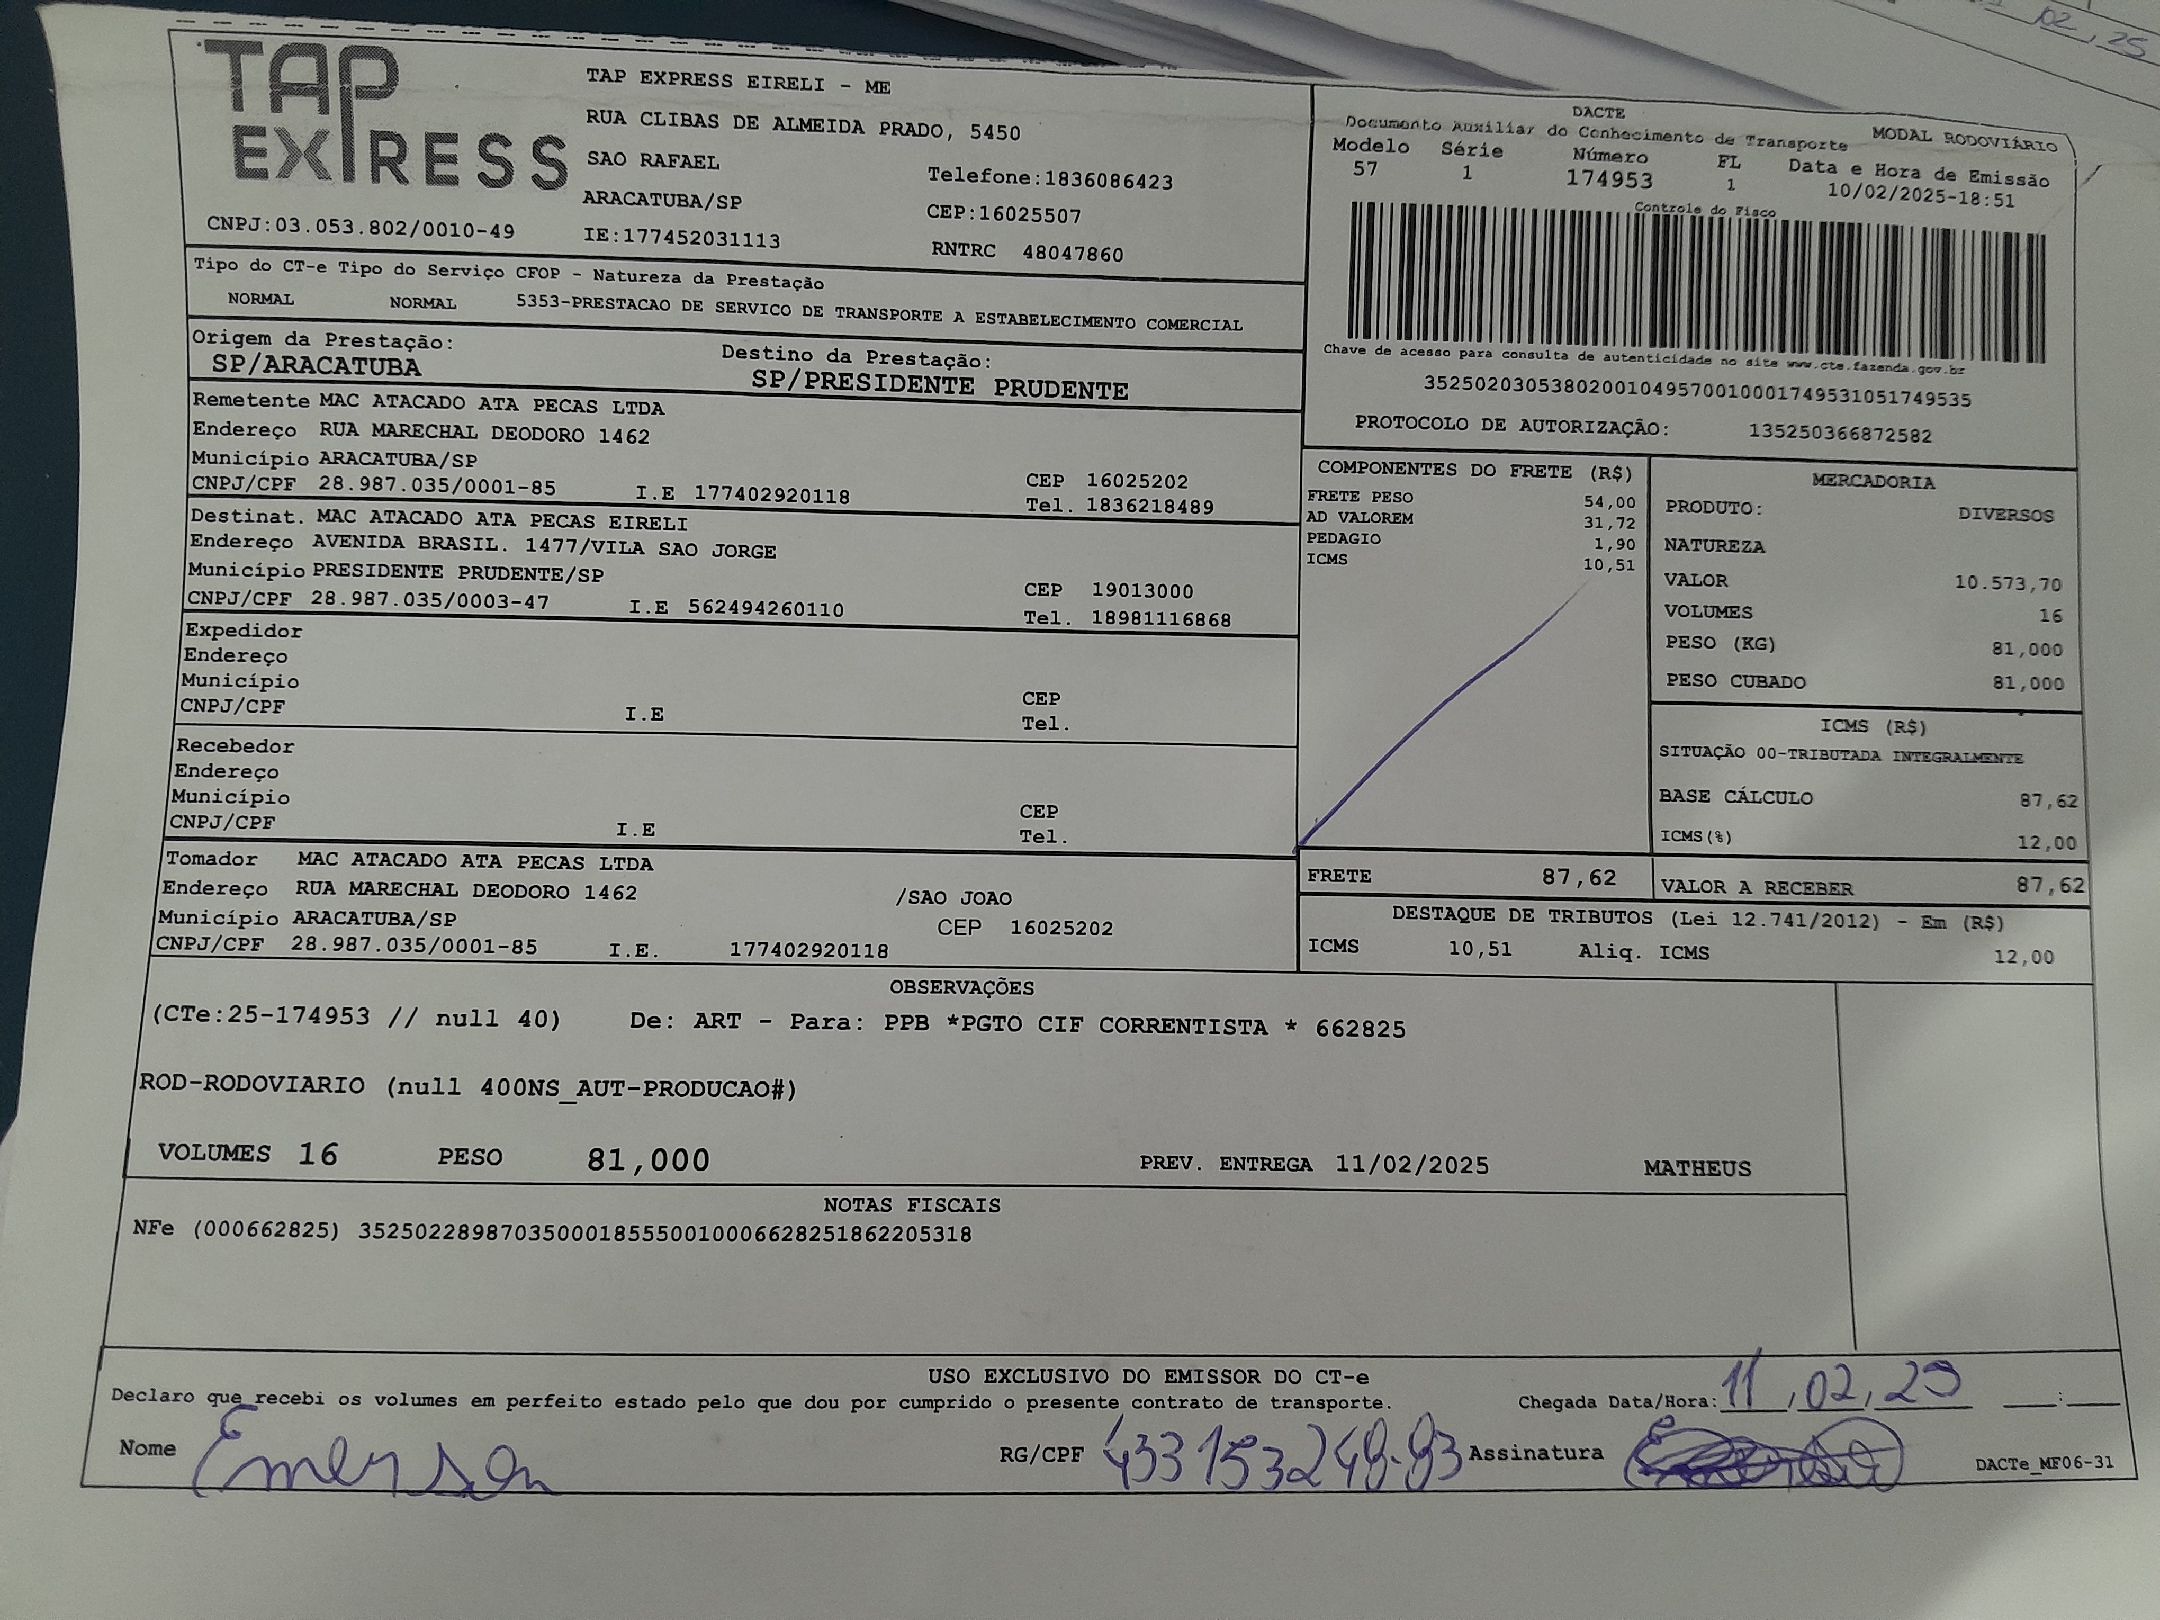 TAP
EXPRESS
TAP EXPRESS EIRELI - ME
RUA CLIBAS DE ALMEIDA PRADO, 5450
SAO RAFAEL
Telefone:1836086423
ARACATUBA/SP
CEP:16025507
CNPJ:03.053.802/0010-49
IE:177452031113
RNTRC 48047860
DACTE
Documento Auxiliar do Conhecimento de Transporte
MODAL RODOVIÁRIO
Modelo Série Número FL Data e Hora de Emissão
57 1 174953 1 10/02/2025-18:51
Controle do Fisco
Chave de acesso para consulta de autenticidade no site www.cte.fazenda.gov.br
35250203053802001049570010001749531051749535
PROTOCOLO DE AUTORIZAÇÃO: 135250366872582
Tipo do CT-e Tipo do Serviço CFOP - Natureza da Prestação
NORMAL NORMAL 5353-PRESTACAO DE SERVICO DE TRANSPORTE A ESTABELECIMENTO COMERCIAL
Origem da Prestação: Destino da Prestação:
SP/ARACATUBA SP/PRESIDENTE PRUDENTE
Remetente MAC ATACADO ATA PECAS LTDA
Endereço RUA MARECHAL DEODORO 1462
Município ARACATUBA/SP CEP 16025202
CNPJ/CPF 28.987.035/0001-85 I.E 177402920118 Tel. 1836218489
Destinat. MAC ATACADO ATA PECAS EIRELI
Endereço AVENIDA BRASIL. 1477/VILA SAO JORGE
Município PRESIDENTE PRUDENTE/SP CEP 19013000
CNPJ/CPF 28.987.035/0003-47 I.E 562494260110 Tel. 18981116868
Expedidor
Endereço
Município CEP
CNPJ/CPF I.E Tel.
Recebedor
Endereço
Município CEP
CNPJ/CPF I.E Tel.
Tomador MAC ATACADO ATA PECAS LTDA
Endereço RUA MARECHAL DEODORO 1462 /SAO JOAO
Município ARACATUBA/SP CEP 16025202
CNPJ/CPF 28.987.035/0001-85 I.E. 177402920118
COMPONENTES DO FRETE (R$)
FRETE PESO 54,00
AD VALOREM 31,72
PEDAGIO 1,90
ICMS 10,51
FRETE 87,62
MERCADORIA
PRODUTO: DIVERSOS
NATUREZA
VALOR 10.573,70
VOLUMES 16
PESO (KG) 81,000
PESO CUBADO 81,000
ICMS (R$)
SITUAÇÃO 00-TRIBUTADA INTEGRALMENTE
BASE CÁLCULO 87,62
ICMS(%) 12,00
VALOR A RECEBER 87,62
DESTAQUE DE TRIBUTOS (Lei 12.741/2012) - Em (R$)
ICMS 10,51 Aliq. ICMS 12,00
OBSERVAÇÕES
(CTe:25-174953 // null 40) De: ART - Para: PPB *PGTO CIF CORRENTISTA * 662825
ROD-RODOVIARIO (null 400NS_AUT-PRODUCAO#)
VOLUMES 16 PESO 81,000 PREV. ENTREGA 11/02/2025 MATHEUS
NOTAS FISCAIS
NFe (000662825) 35250228987035000185550010006628251862205318
USO EXCLUSIVO DO EMISSOR DO CT-e
Declaro que recebi os volumes em perfeito estado pelo que dou por cumprido o presente contrato de transporte.
Chegada Data/Hora: 11,02,25 :
Nome Emerson RG/CPF 433153248-83 Assinatura
DACTe_MF06-31
02,25